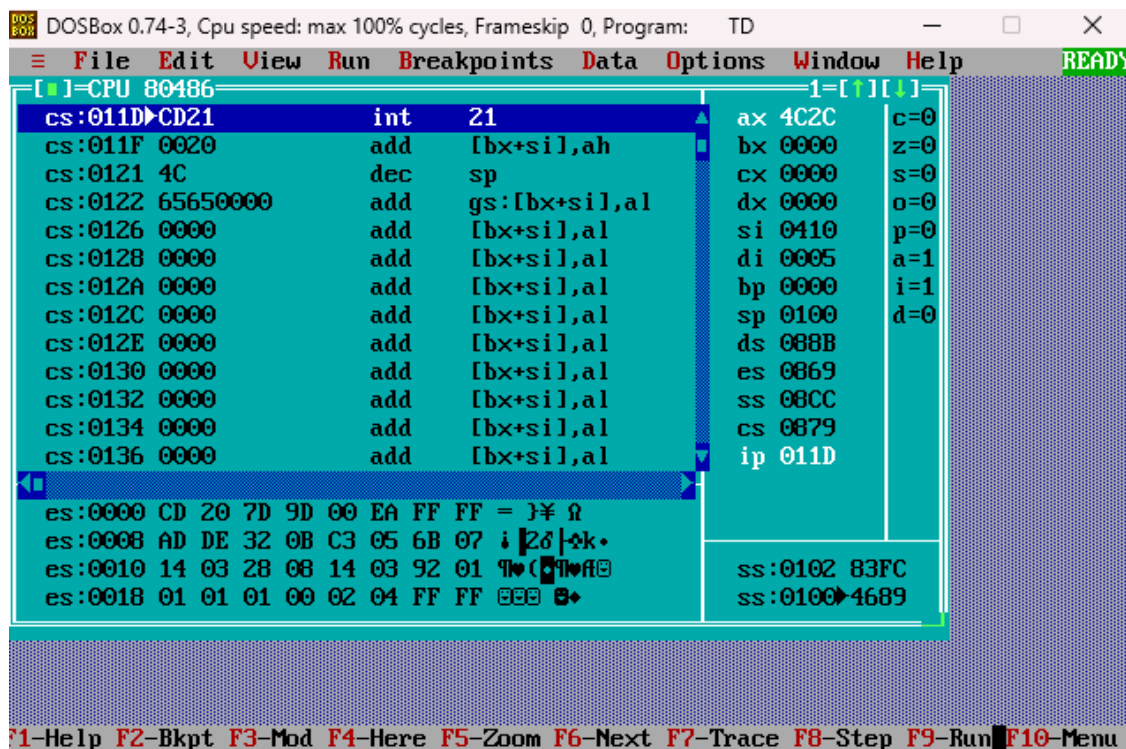 DOSBox 0.74-3, Cpu speed: max 100% cycles, Frameskip 0, Program: TD
≡ File Edit View Run Breakpoints Data Options Window Help READY
[■]=CPU 80486 1=[↑][↓]
cs:011D►CD21 int 21 ax 4C2C c=0
cs:011F 0020 add [bx+si],ah bx 0000 z=0
cs:0121 4C dec sp cx 0000 s=0
cs:0122 65650000 add gs:[bx+si],al dx 0000 o=0
cs:0126 0000 add [bx+si],al si 0410 p=0
cs:0128 0000 add [bx+si],al di 0005 a=1
cs:012A 0000 add [bx+si],al bp 0000 i=1
cs:012C 0000 add [bx+si],al sp 0100 d=0
cs:012E 0000 add [bx+si],al ds 088B
cs:0130 0000 add [bx+si],al es 0869
cs:0132 0000 add [bx+si],al ss 08CC
cs:0134 0000 add [bx+si],al cs 0879
cs:0136 0000 add [bx+si],al ip 011D
es:0000 CD 20 7D 9D 00 EA FF FF = }¥ Ω
es:0008 AD DE 32 0B C3 05 6B 07
es:0010 14 03 28 08 14 03 92 01 ss:0102 83FC
es:0018 01 01 01 00 02 04 FF FF ss:0100►4689
F1-Help F2-Bkpt F3-Mod F4-Here F5-Zoom F6-Next F7-Trace F8-Step F9-Run F10-Menu